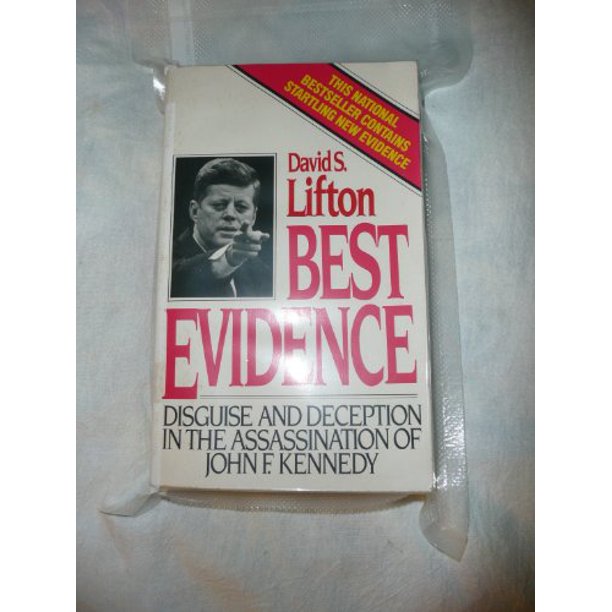 THIS NATIONAL
BESTSELLER CONTAINS
STARTLING NEW EVIDENCE
David S.
Lifton
BEST
EVIDENCE
DISGUISE AND DECEPTION
IN THE ASSASSINATION OF
JOHN F. KENNEDY